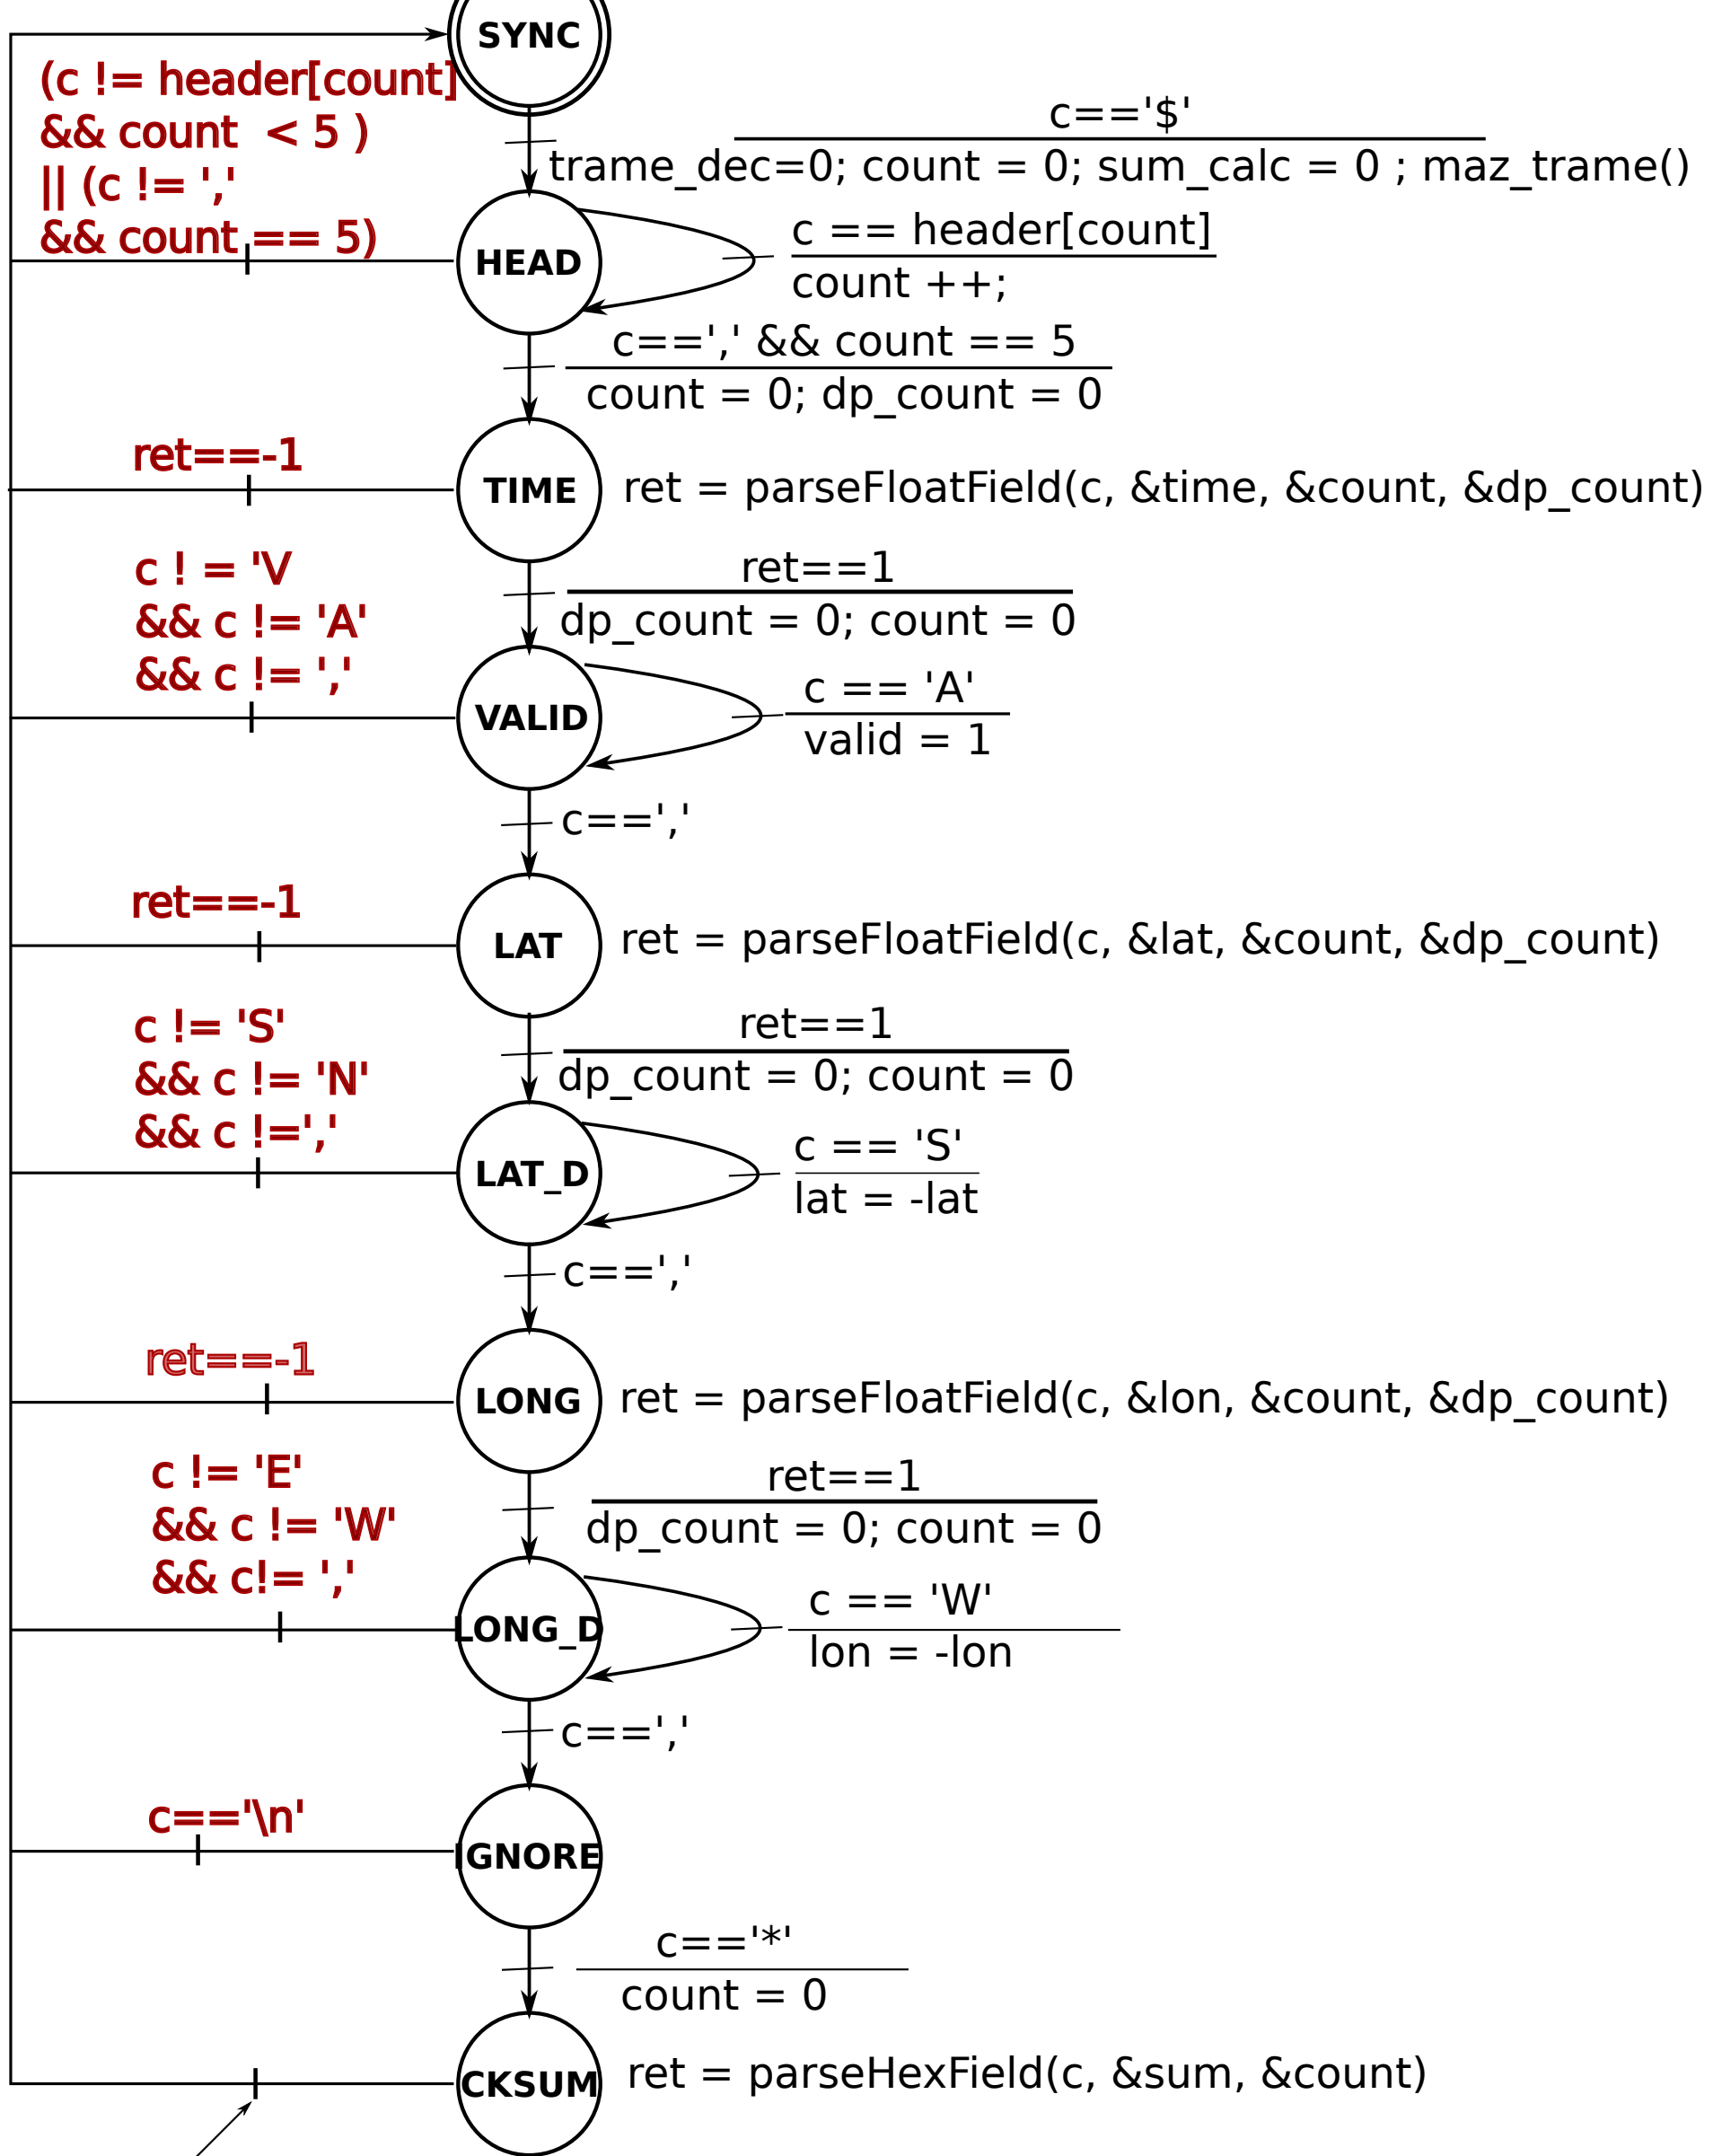 SYNC
(c != header[count]
&& count  < 5 )
|| (c != ','
&& count == 5)
c=='$'
trame_dec=0; count = 0; sum_calc = 0 ; maz_trame()
HEAD
c == header[count]
count ++;
c==',' && count == 5
count = 0; dp_count = 0
ret==-1
TIME
ret = parseFloatField(c, &time, &count, &dp_count)
c ! = 'V
&& c != 'A'
&& c != ','
ret==1
dp_count = 0; count = 0
VALID
c == 'A'
valid = 1
c==','
ret==-1
LAT
ret = parseFloatField(c, &lat, &count, &dp_count)
c != 'S'
&& c != 'N'
&& c !=','
ret==1
dp_count = 0; count = 0
LAT_D
c == 'S'
lat = -lat
c==','
ret==-1
LONG
ret = parseFloatField(c, &lon, &count, &dp_count)
c != 'E'
&& c != 'W'
&& c!= ','
ret==1
dp_count = 0; count = 0
LONG_D
c == 'W'
lon = -lon
c==','
c=='\n'
IGNORE
c=='*'
count = 0
CKSUM
ret = parseHexField(c, &sum, &count)